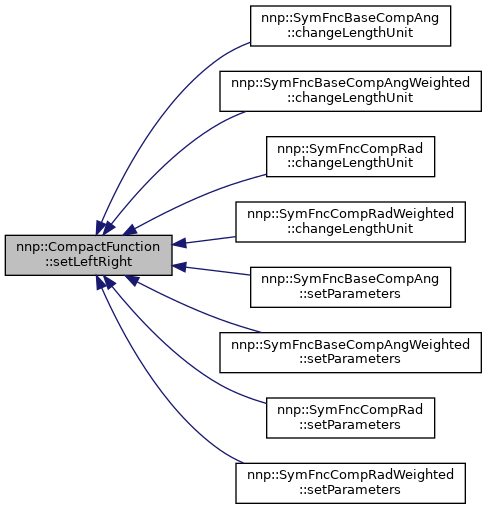 nnp::SymFncBaseCompAng
::changeLengthUnit
nnp::SymFncBaseCompAngWeighted
::changeLengthUnit
nnp::SymFncCompRad
::changeLengthUnit
nnp::SymFncCompRadWeighted
::changeLengthUnit
nnp::CompactFunction
::setLeftRight
nnp::SymFncBaseCompAng
::setParameters
nnp::SymFncBaseCompAngWeighted
::setParameters
nnp::SymFncCompRad
::setParameters
nnp::SymFncCompRadWeighted
::setParameters